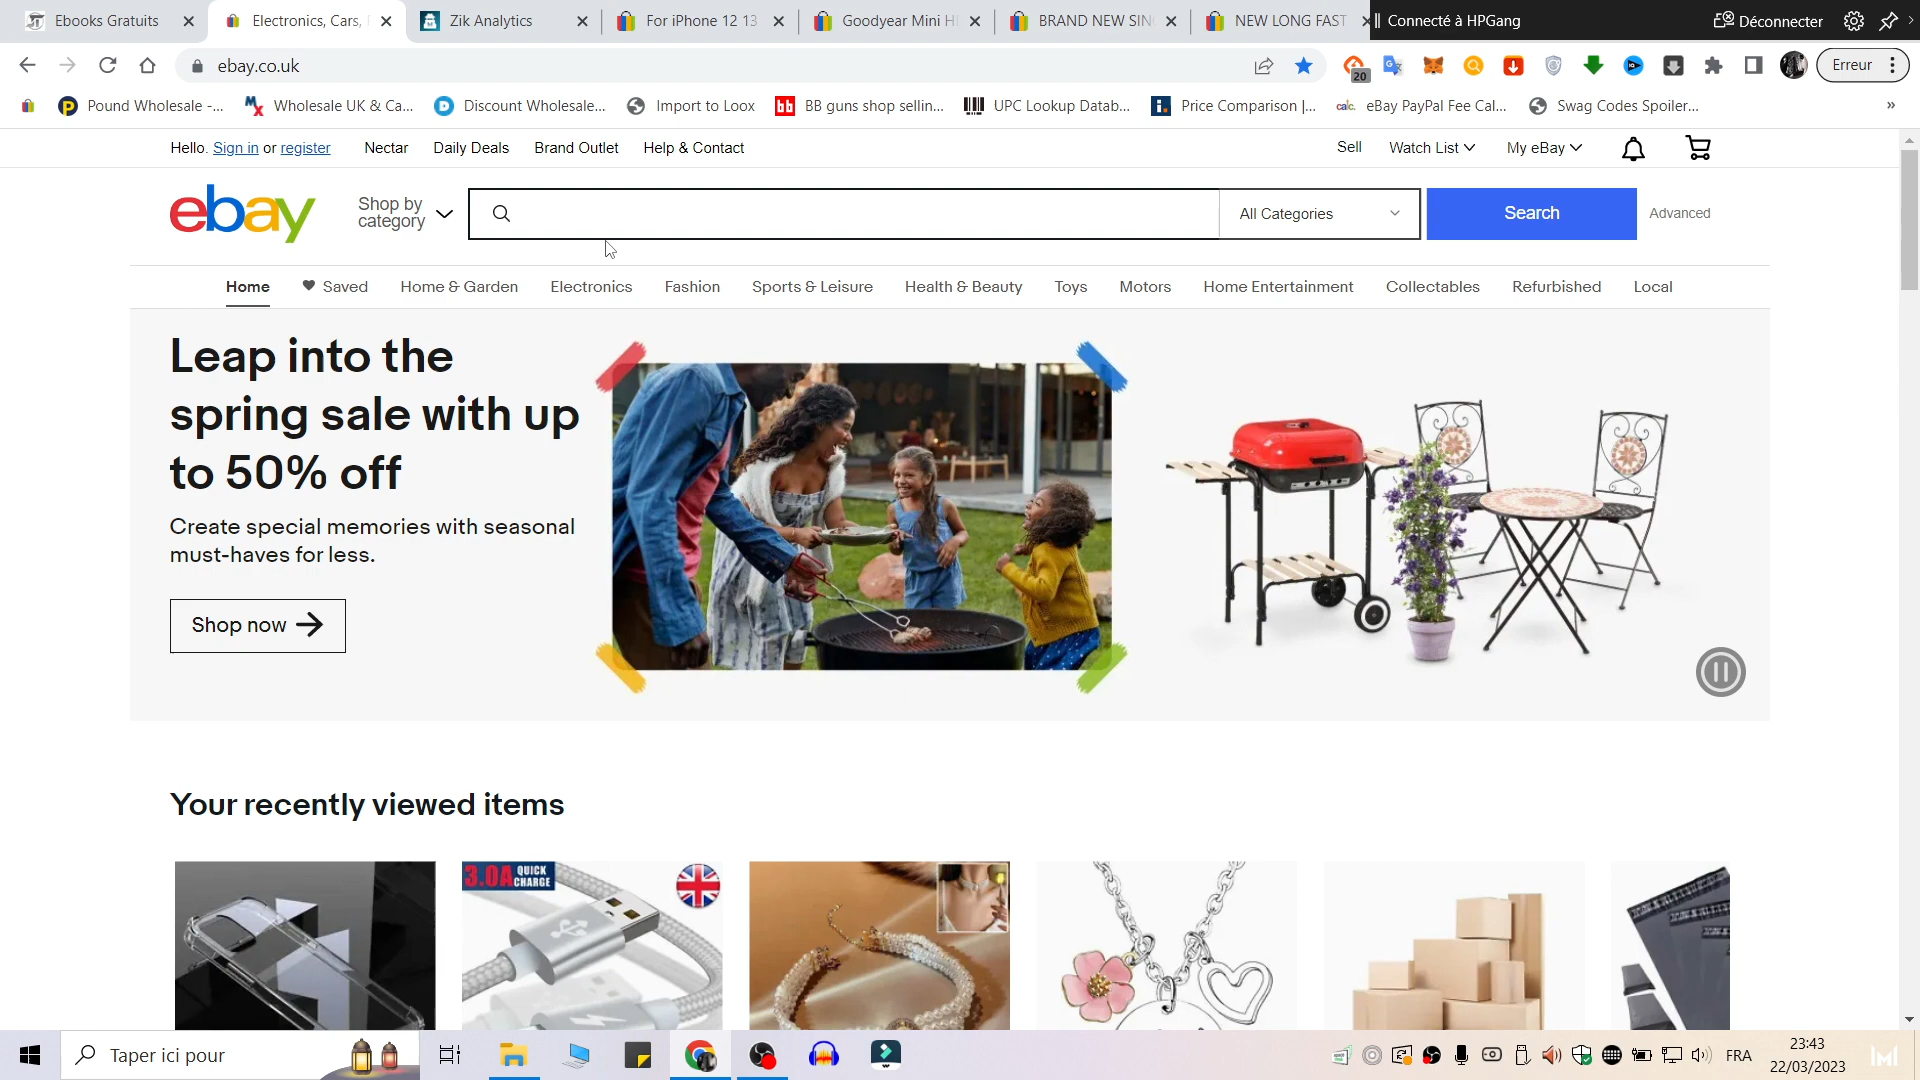 Ebooks Gratuits
Electronics, Cars, F
Zik Analytics
For iPhone 12 13
Goodyear Mini H
BRAND NEW SIN
NEW LONG FAST
Connecté à HPGang
Déconnecter
ebay.co.uk
20
Erreur
Pound Wholesale -...
Wholesale UK & Ca...
Discount Wholesale...
Import to Loox
bb
BB guns shop sellin...
UPC Lookup Datab...
Price Comparison |...
calc.
eBay PayPal Fee Cal...
Swag Codes Spoiler...
»
Hello. Sign in or register
Nectar
Daily Deals
Brand Outlet
Help & Contact
Sell
Watch List
My eBay
ebay
Shop by
category
All Categories
Search
Advanced
Home
Saved
Home & Garden
Electronics
Fashion
Sports & Leisure
Health & Beauty
Toys
Motors
Home Entertainment
Collectables
Refurbished
Local
Leap into the
spring sale with up
to 50% off
Create special memories with seasonal
must-haves for less.
Shop now
Your recently viewed items
3.0A QUICK
CHARGE
Taper ici pour
FRA
23:43
22/03/2023